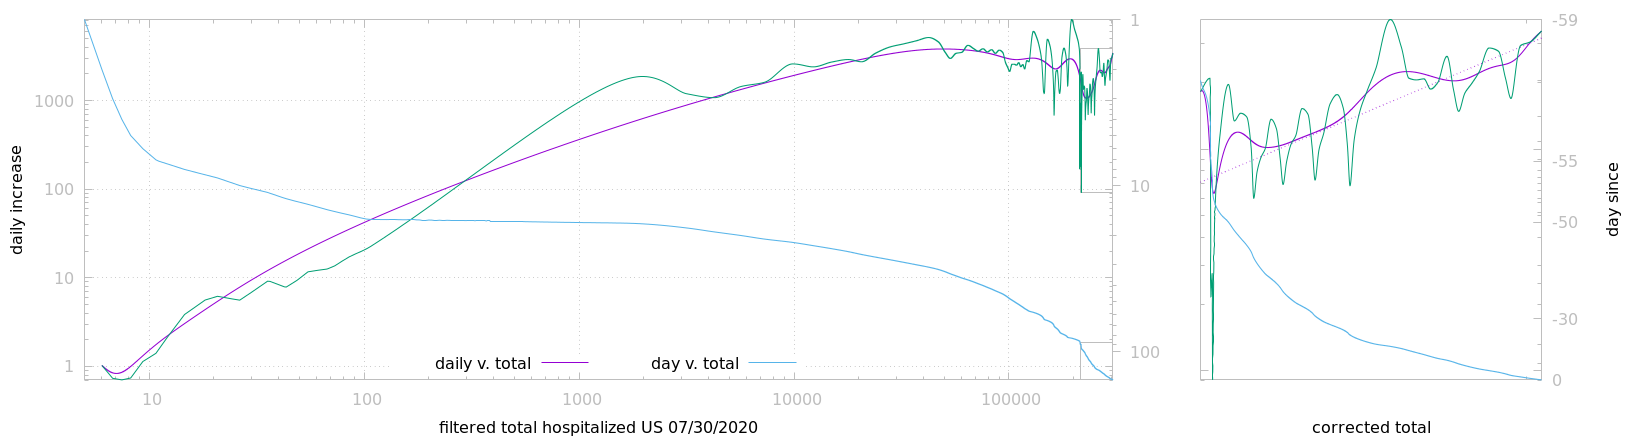 daily increase
1000
100
10
1
daily v. total
day v. total
10
100
1000
10000
100000
filtered total hospitalized US 07/30/2020
1
10
100
-59
-55
-50
-30
0
day since
corrected total